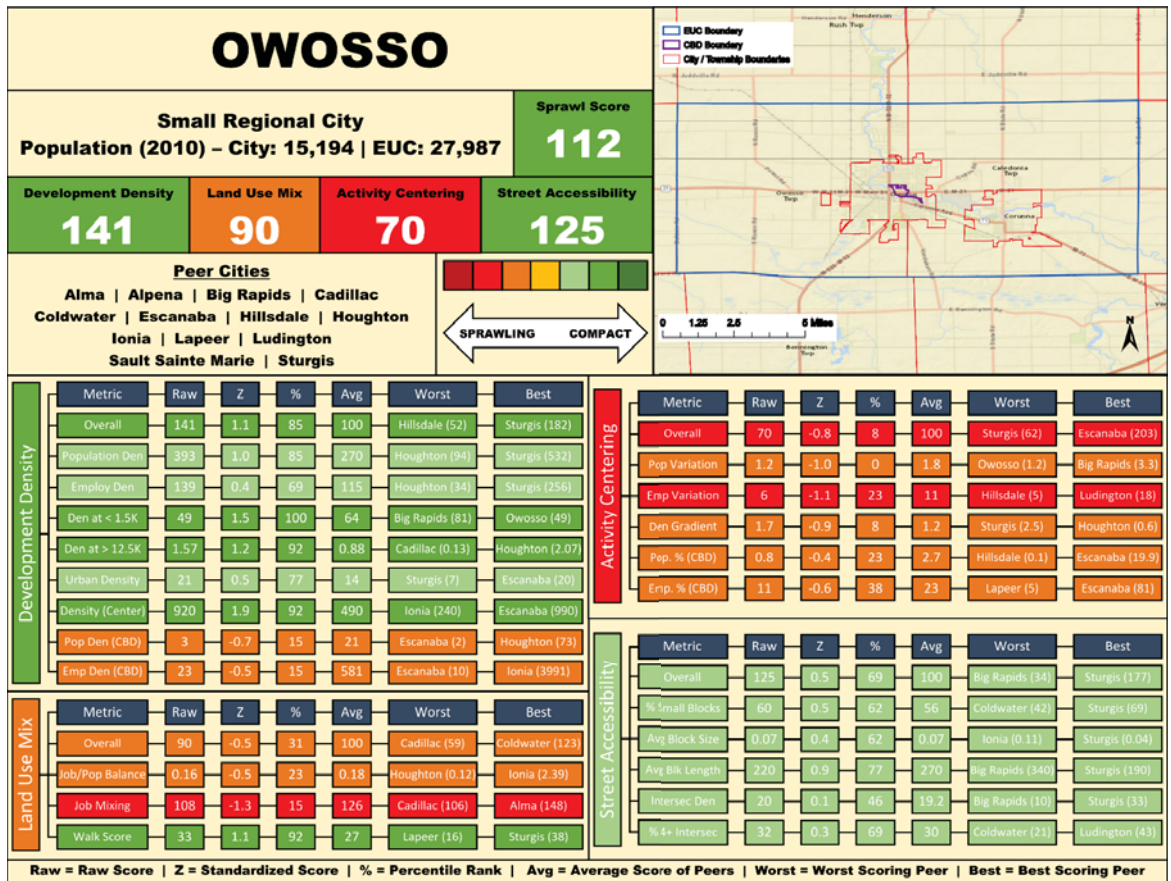 OWOSSO
Small Regional City
Population (2010) – City: 15,194 | EUC: 27,987
Sprawl Score
112
Development Density
141
Land Use Mix
90
Activity Centering
70
Street Accessibility
125
Peer Cities
Alma | Alpena | Big Rapids | Cadillac
Coldwater | Escanaba | Hillsdale | Houghton
Ionia | Lapeer | Ludington
Sault Sainte Marie | Sturgis
SPRAWLING COMPACT
EUC Boundary
CBD Boundary
City / Township Boundaries
Henderson
Rush Twp
Owosso
Twp
Caledonia
Twp
Corunna
Bennington
Twp
0 1.25 2.5 5 Miles
N
Development Density
Metric Raw Z % Avg Worst Best
Overall 141 1.1 85 100 Hillsdale (52) Sturgis (182)
Population Den 393 1.0 85 270 Houghton (94) Sturgis (532)
Employ Den 139 0.4 69 115 Houghton (34) Sturgis (256)
Den at < 1.5K 49 1.5 100 64 Big Rapids (81) Owosso (49)
Den at > 12.5K 1.57 1.2 92 0.88 Cadillac (0.13) Houghton (2.07)
Urban Density 21 0.5 77 14 Sturgis (7) Escanaba (20)
Density (Center) 920 1.9 92 490 Ionia (240) Escanaba (990)
Pop Den (CBD) 3 -0.7 15 21 Escanaba (2) Houghton (73)
Emp Den (CBD) 23 -0.5 15 581 Escanaba (10) Ionia (3991)
Land Use Mix
Metric Raw Z % Avg Worst Best
Overall 90 -0.5 31 100 Cadillac (59) Coldwater (123)
Job/Pop Balance 0.16 -0.5 23 0.18 Houghton (0.12) Ionia (2.39)
Job Mixing 108 -1.3 15 126 Cadillac (106) Alma (148)
Walk Score 33 1.1 92 27 Lapeer (16) Sturgis (38)
Activity Centering
Metric Raw Z % Avg Worst Best
Overall 70 -0.8 8 100 Sturgis (62) Escanaba (203)
Pop Variation 1.2 -1.0 0 1.8 Owosso (1.2) Big Rapids (3.3)
Emp Variation 6 -1.1 23 11 Hillsdale (5) Ludington (18)
Den Gradient 1.7 -0.9 8 1.2 Sturgis (2.5) Houghton (0.6)
Pop. % (CBD) 0.8 -0.4 23 2.7 Hillsdale (0.1) Escanaba (19.9)
Emp. % (CBD) 11 -0.6 38 23 Lapeer (5) Escanaba (81)
Street Accessibility
Metric Raw Z % Avg Worst Best
Overall 125 0.5 69 100 Big Rapids (34) Sturgis (177)
% Small Blocks 60 0.5 62 56 Coldwater (42) Sturgis (69)
Avg Block Size 0.07 0.4 62 0.07 Ionia (0.11) Sturgis (0.04)
Avg Blk Length 220 0.9 77 270 Big Rapids (340) Sturgis (190)
Intersec Den 20 0.1 46 19.2 Big Rapids (10) Sturgis (33)
% 4+ Intersec 32 0.3 69 30 Coldwater (21) Ludington (43)
Raw = Raw Score | Z = Standardized Score | % = Percentile Rank | Avg = Average Score of Peers | Worst = Worst Scoring Peer | Best = Best Scoring Peer